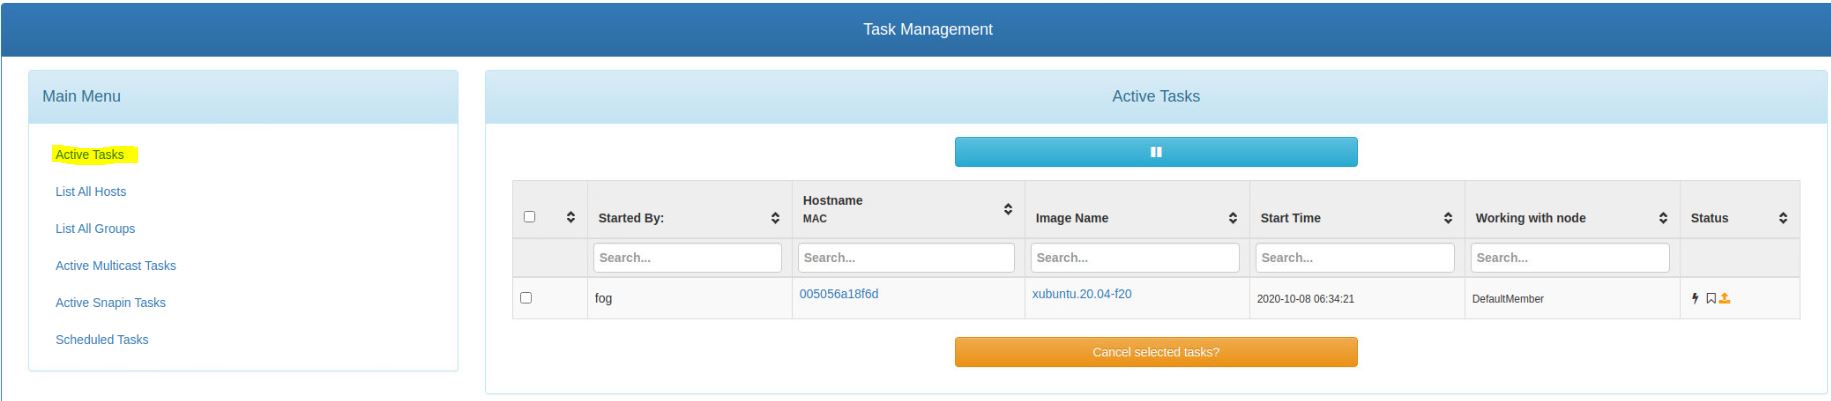 Task Management
Main Menu
Active Tasks
List All Hosts
List All Groups
Active Multicast Tasks
Active Snapin Tasks
Scheduled Tasks
Active Tasks
Started By:
Hostname
MAC
Image Name
Start Time
Working with node
Status
Search...
Search...
Search...
Search...
Search...
fog
005056a18f6d
xubuntu.20.04-f20
2020-10-08 06:34:21
DefaultMember
Cancel selected tasks?